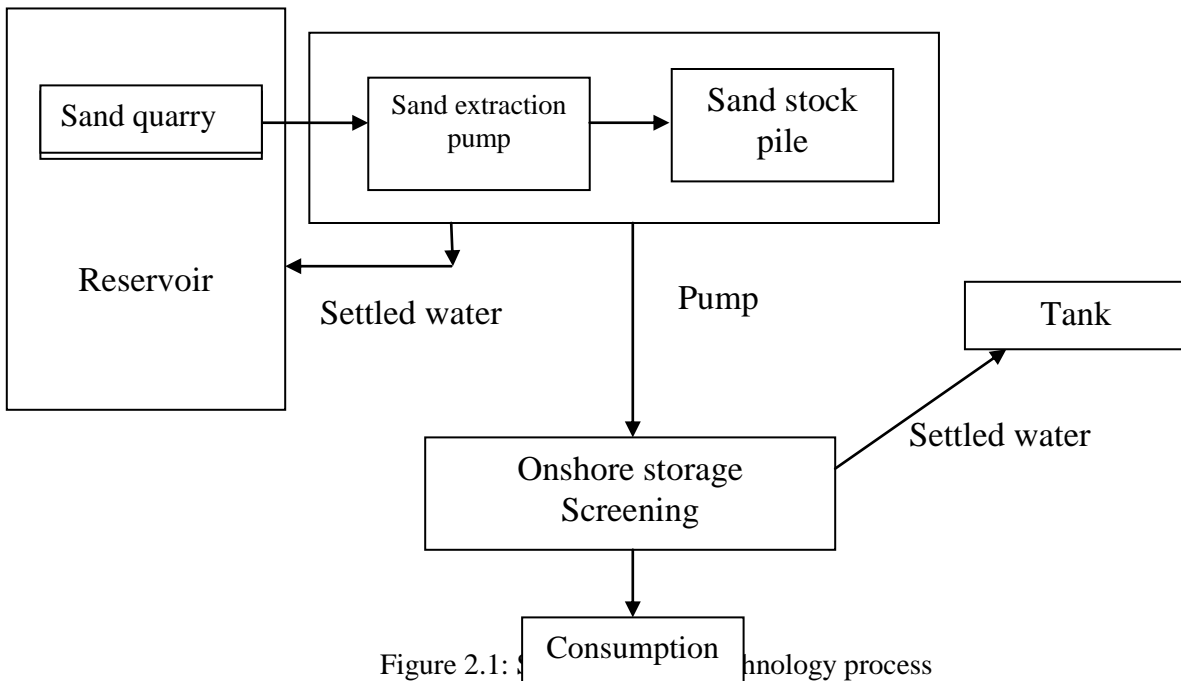 Sand quarry
Sand extraction
pump
Sand stock
pile
Reservoir
Settled water
Pump
Tank
Settled water
Onshore storage
Screening
Consumption
Figure 2.1: process